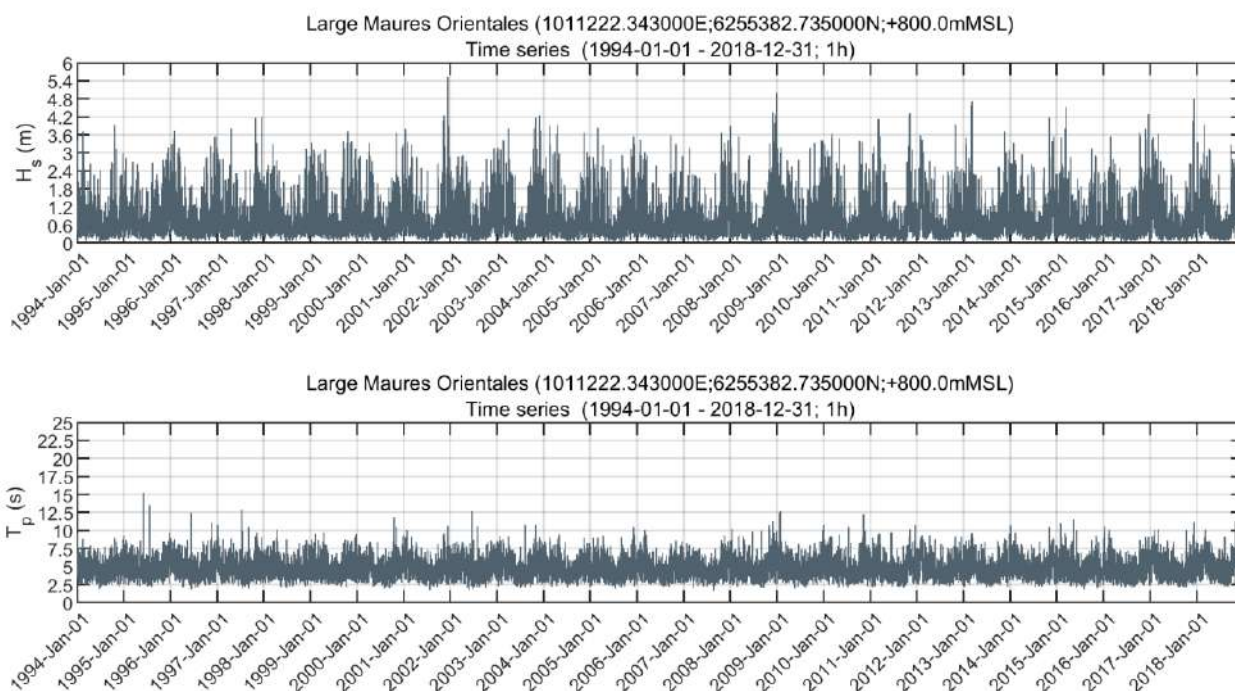 Large Maures Orientales (1011222.343000E;6255382.735000N;+800.0mMSL)
Time series (1994-01-01 - 2018-12-31; 1h)
6
5.4
4.8
4.2
3.6
3
2.4
1.8
1.2
0.6
0
H_s (m)
1994-Jan-01
1995-Jan-01
1996-Jan-01
1997-Jan-01
1998-Jan-01
1999-Jan-01
2000-Jan-01
2001-Jan-01
2002-Jan-01
2003-Jan-01
2004-Jan-01
2005-Jan-01
2006-Jan-01
2007-Jan-01
2008-Jan-01
2009-Jan-01
2010-Jan-01
2011-Jan-01
2012-Jan-01
2013-Jan-01
2014-Jan-01
2015-Jan-01
2016-Jan-01
2017-Jan-01
2018-Jan-01
Large Maures Orientales (1011222.343000E;6255382.735000N;+800.0mMSL)
Time series (1994-01-01 - 2018-12-31; 1h)
25
22.5
20
17.5
15
12.5
10
7.5
5
2.5
0
T_p (s)
1994-Jan-01
1995-Jan-01
1996-Jan-01
1997-Jan-01
1998-Jan-01
1999-Jan-01
2000-Jan-01
2001-Jan-01
2002-Jan-01
2003-Jan-01
2004-Jan-01
2005-Jan-01
2006-Jan-01
2007-Jan-01
2008-Jan-01
2009-Jan-01
2010-Jan-01
2011-Jan-01
2012-Jan-01
2013-Jan-01
2014-Jan-01
2015-Jan-01
2016-Jan-01
2017-Jan-01
2018-Jan-01